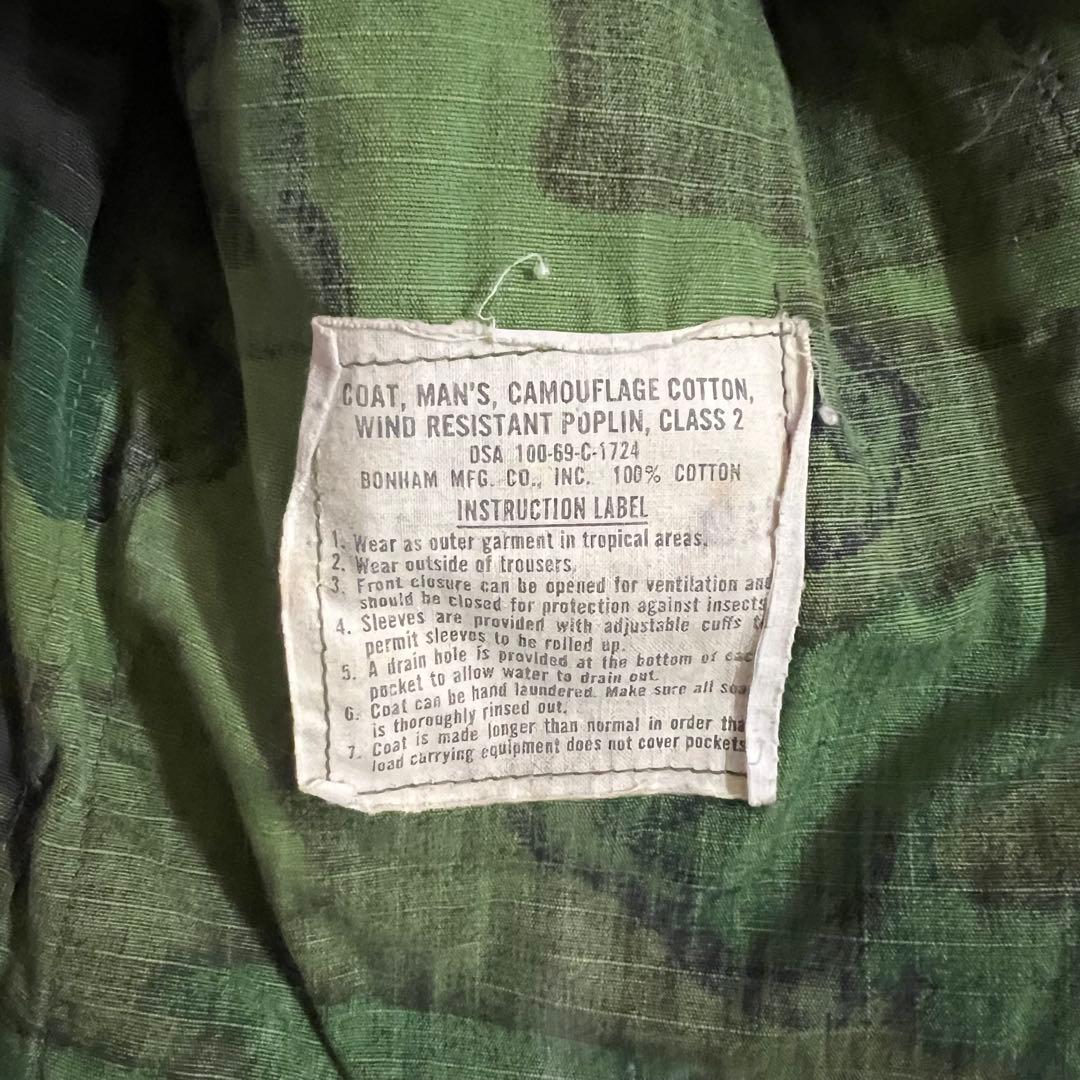 COAT, MAN'S, CAMOUFLAGE COTTON,
WIND RESISTANT POPLIN, CLASS 2
DSA 100-69-C-1724
BONHAM MFG. CO., INC. 100% COTTON
INSTRUCTION LABEL
1. Wear as outer garment in tropical areas.
2. Wear outside of trousers.
3. Front closure can be opened for ventilation and
should be closed for protection against insects
4. Sleeves are provided with adjustable cuffs
permit sleeves to be rolled up.
5. A drain hole is provided at the bottom of
pocket to allow water to drain out.
6. Coat can be hand laundered. Make sure all
is thoroughly rinsed out.
7. Coat is made longer than normal in order
load carrying equipment does not cover pockets